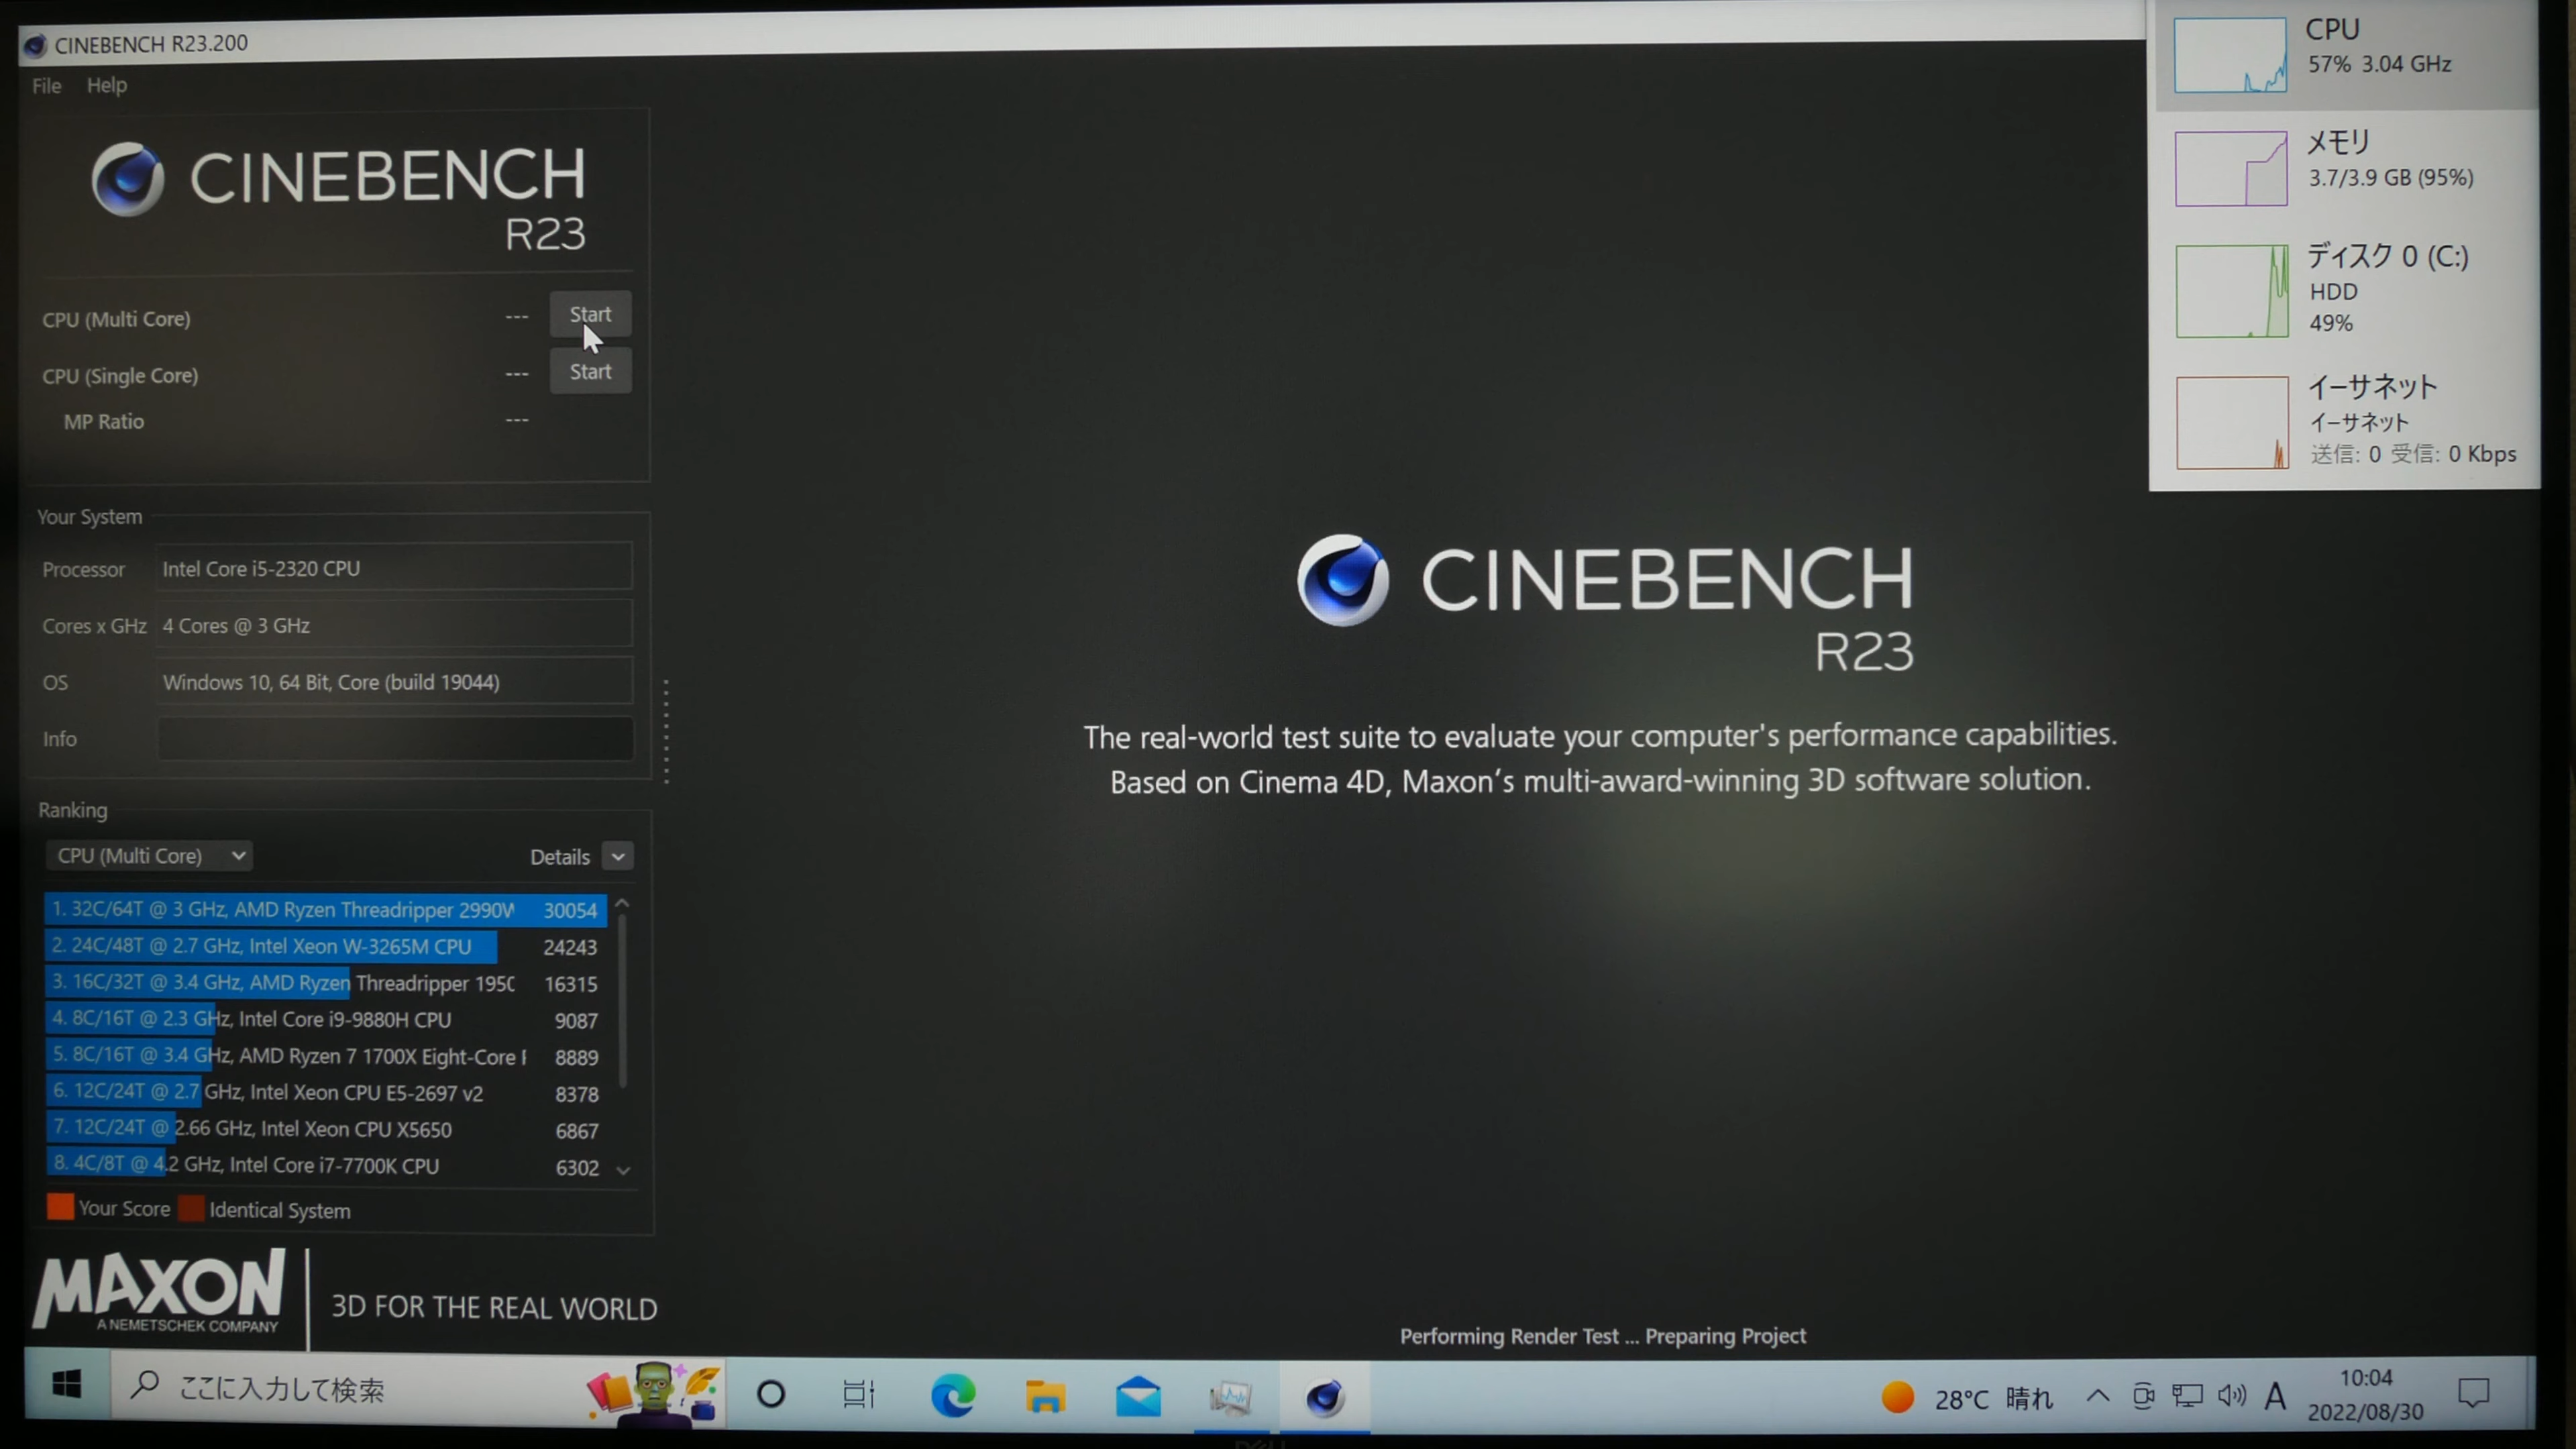 CINEBENCH R23.200
File Help
CINEBENCH
R23
CPU (Multi Core) --- Start
CPU (Single Core) --- Start
MP Ratio ---
Your System
Processor Intel Core i5-2320 CPU
Cores x GHz 4 Cores @ 3 GHz
OS Windows 10, 64 Bit, Core (build 19044)
Info
Ranking
CPU (Multi Core) Details
1. 32C/64T @ 3 GHz, AMD Ryzen Threadripper 2990W 30054
2. 24C/48T @ 2.7 GHz, Intel Xeon W-3265M CPU 24243
3. 16C/32T @ 3.4 GHz, AMD Ryzen Threadripper 195 16315
4. 8C/16T @ 2.3 GHz, Intel Core i9-9880H CPU 9087
5. 8C/16T @ 3.4 GHz, AMD Ryzen 7 1700X Eight-Core 8889
6. 12C/24T @ 2.7 GHz, Intel Xeon CPU E5-2697 v2 8378
7. 12C/24T @ 2.66 GHz, Intel Xeon CPU X5650 6867
8. 4C/8T @ 4.2 GHz, Intel Core i7-7700K CPU 6302
Your Score Identical System
MAXON
A NEMETSCHEK COMPANY
3D FOR THE REAL WORLD
CINEBENCH
R23
The real-world test suite to evaluate your computer's performance capabilities.
Based on Cinema 4D, Maxon's multi-award-winning 3D software solution.
Performing Render Test ... Preparing Project
CPU
57% 3.04 GHz
メモリ
3.7/3.9 GB (95%)
ディスク 0 (C:)
HDD
49%
イーサネット
イーサネット
送信: 0 受信: 0 Kbps
ここに入力して検索
28°C 晴れ
A
10:04
2022/08/30